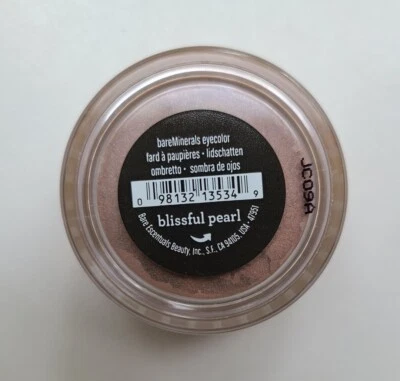 bareMinerals eyecolor
fard à paupières • lidschatten
ombretto • sombra de ojos
0 98132 13534 9
blissful pearl
Bare Escentuals Beauty, Inc., S.F., CA 94105, USA • 47951
JC09A